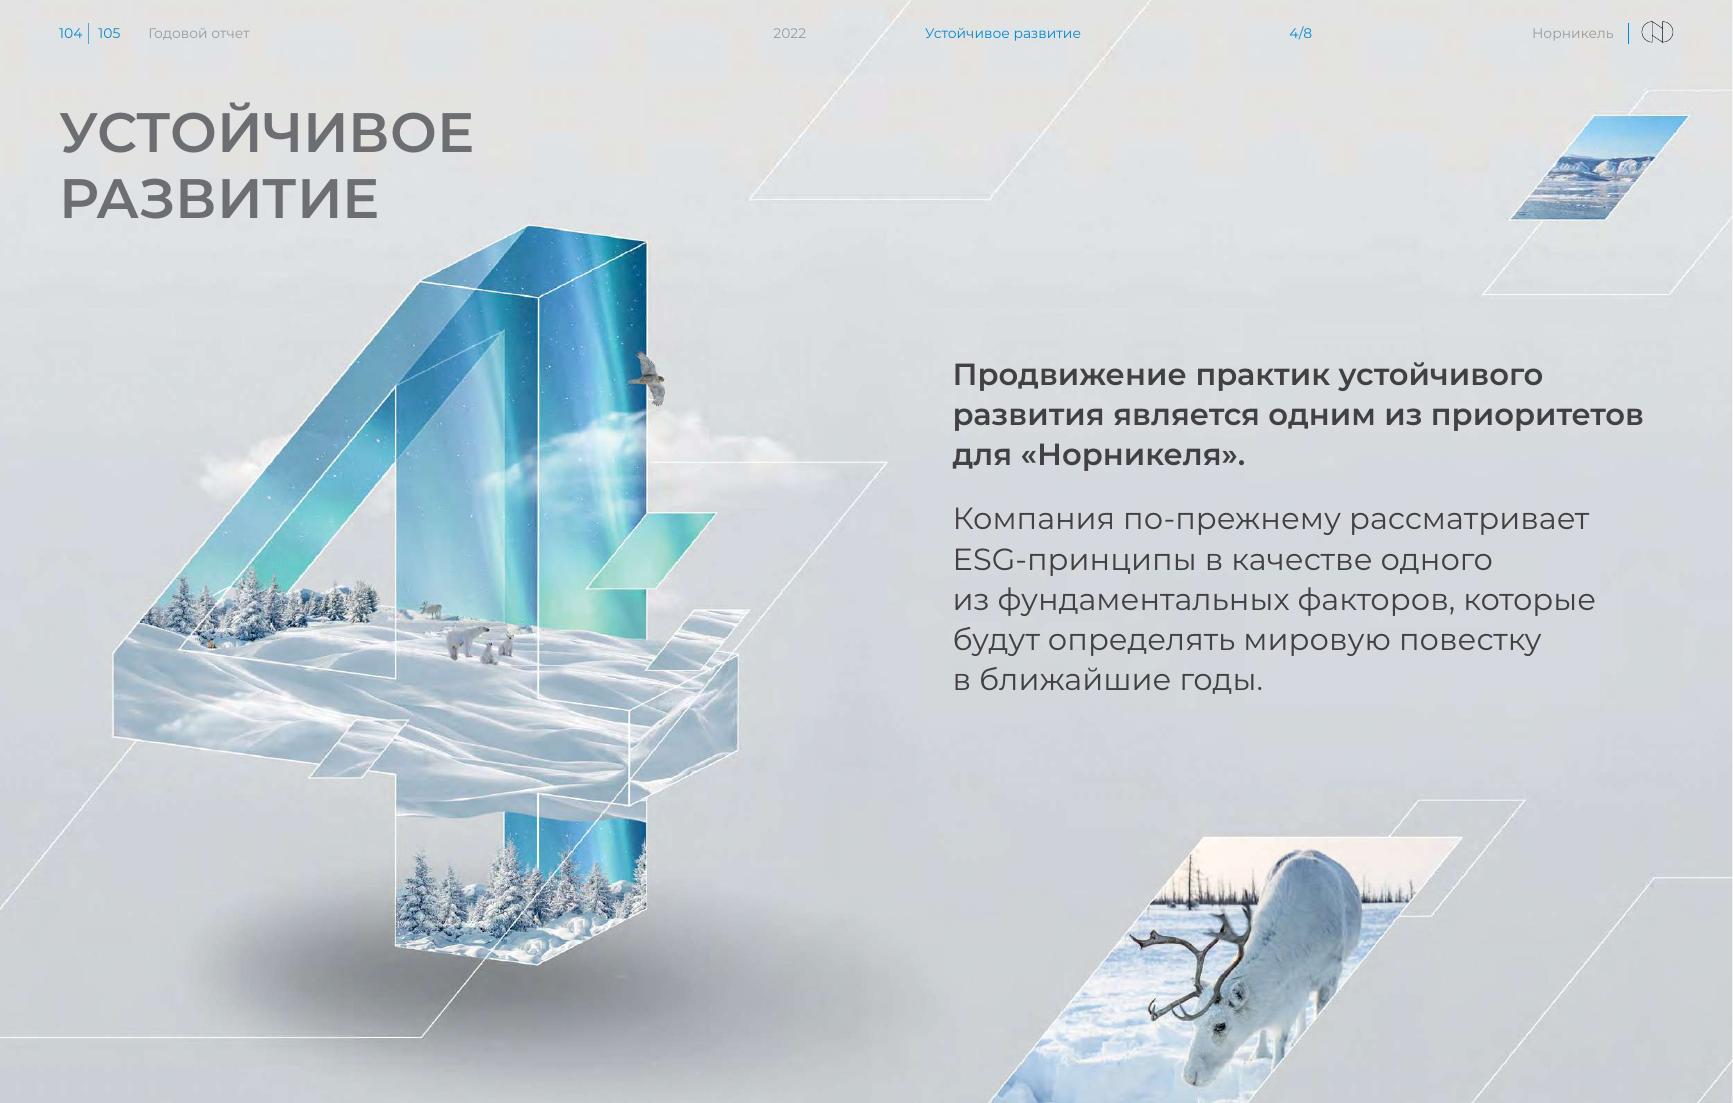 104 | 105 Годовой отчет 2022 Устойчивое развитие 4/8 Норникель
УСТОЙЧИВОЕ
РАЗВИТИЕ
4
Продвижение практик устойчивого
развития является одним из приоритетов
для «Норникеля».
Компания по-прежнему рассматривает
ESG-принципы в качестве одного
из фундаментальных факторов, которые
будут определять мировую повестку
в ближайшие годы.